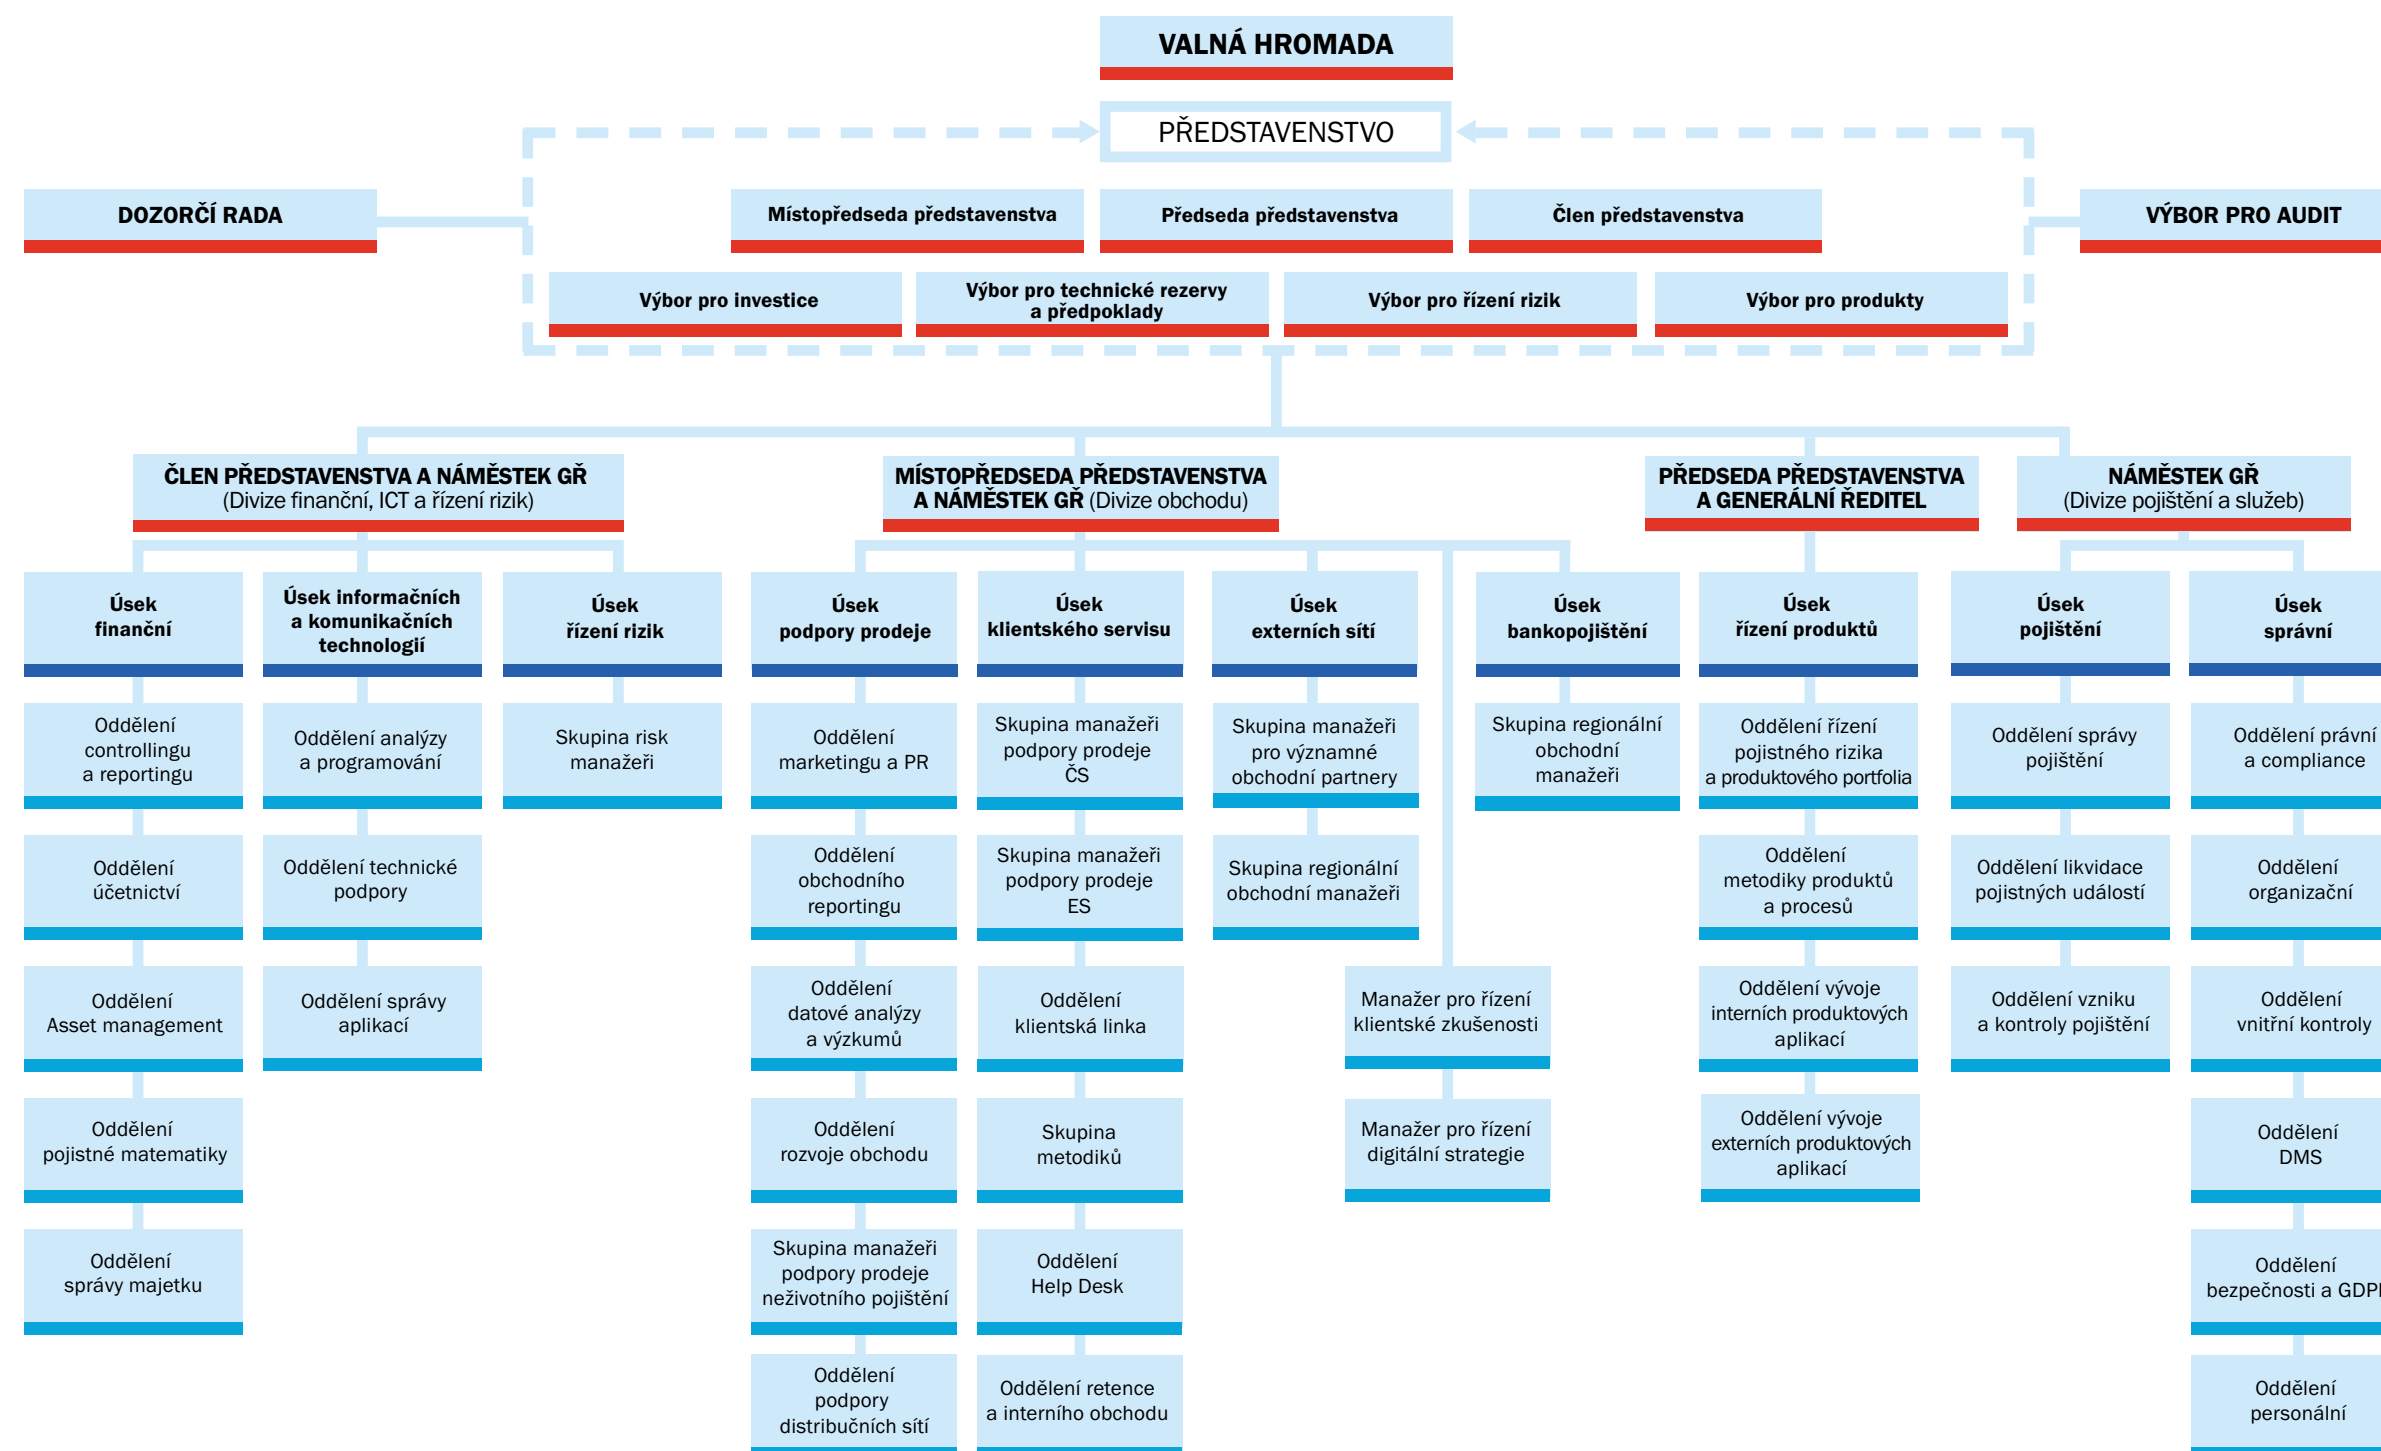 VALNÁ HROMADA
PŘEDSTAVENSTVO
DOZORČÍ RADA
Místopředseda představenstva
Předseda představenstva
Člen představenstva
VÝBOR PRO AUDIT
Výbor pro investice
Výbor pro technické rezervy
a předpoklady
Výbor pro řízení rizik
Výbor pro produkty
ČLEN PŘEDSTAVENSTVA A NÁMĚSTEK GŘ
(Divize finanční, ICT a řízení rizik)
MÍSTOPŘEDSEDA PŘEDSTAVENSTVA
A NÁMĚSTEK GŘ (Divize obchodu)
PŘEDSEDA PŘEDSTAVENSTVA
A GENERÁLNÍ ŘEDITEL
NÁMĚSTEK GŘ
(Divize pojištění a služeb)
Úsek
finanční
Úsek informačních
a komunikačních
technologií
Úsek
řízení rizik
Úsek
podpory prodeje
Úsek
klientského servisu
Úsek
externích sítí
Úsek
bankopojištění
Úsek
řízení produktů
Úsek
pojištění
Úsek
správní
Oddělení
controllingu
a reportingu
Oddělení analýzy
a programování
Skupina risk
manažeři
Oddělení
marketingu a PR
Skupina manažeři
podpory prodeje
ČS
Skupina manažeři
pro významné
obchodní partnery
Skupina regionální
obchodní
manažeři
Oddělení řízení
pojistného rizika
a produktového portfolia
Oddělení správy
pojištění
Oddělení právní
a compliance
Oddělení
účetnictví
Oddělení technické
podpory
Oddělení
obchodního
reportingu
Skupina manažeři
podpory prodeje
ES
Skupina regionální
obchodní manažeři
Oddělení
metodiky produktů
a procesů
Oddělení likvidace
pojistných událostí
Oddělení
organizační
Oddělení
Asset management
Oddělení správy
aplikací
Oddělení
datové analýzy
a výzkumů
Oddělení
klientská linka
Manažer pro řízení
klientské zkušenosti
Oddělení vývoje
interních produktových
aplikací
Oddělení vzniku
a kontroly pojištění
Oddělení
vnitřní kontroly
Oddělení
pojistné matematiky
Oddělení
rozvoje obchodu
Skupina
metodiků
Manažer pro řízení
digitální strategie
Oddělení vývoje
externích produktových
aplikací
Oddělení
DMS
Oddělení
správy majetku
Skupina manažeři
podpory prodeje
neživotního pojištění
Oddělení
Help Desk
Oddělení
bezpečnosti a
Oddělení
podpory
distribučních sítí
Oddělení retence
a interního obchodu
Oddělení
personální